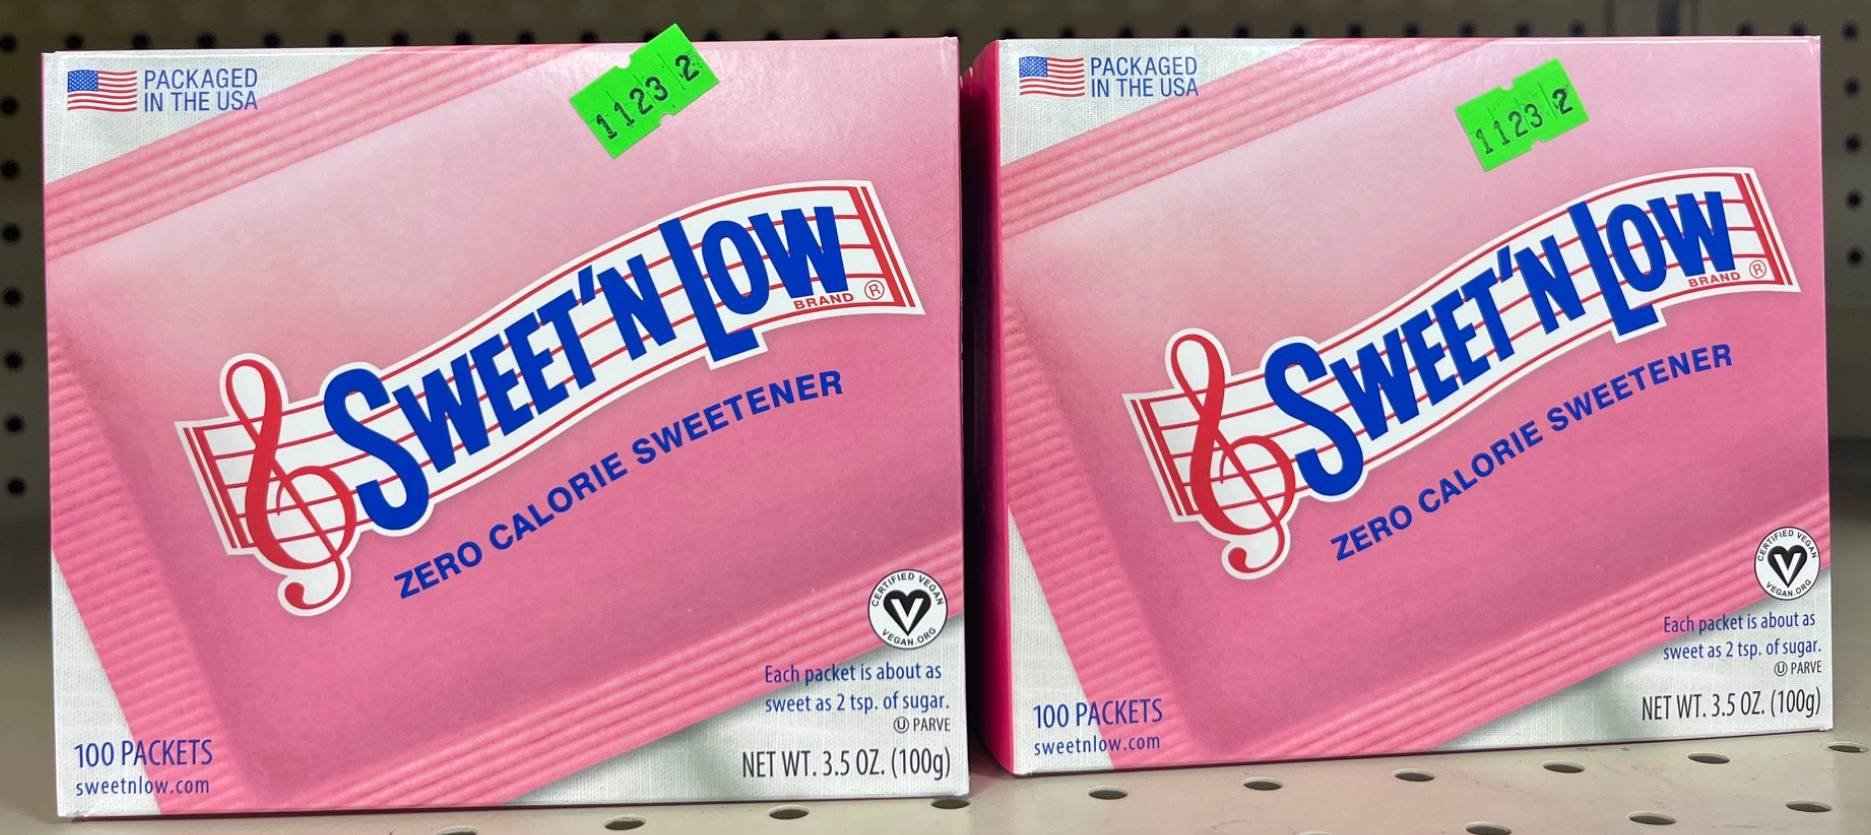 PACKAGED
IN THE USA
1123 2
SWEET'N LOW
BRAND ®
ZERO CALORIE SWEETENER
CERTIFIED VEGAN
VEGAN.ORG
Each packet is about as
sweet as 2 tsp. of sugar.
Ⓤ PARVE
NET WT. 3.5 OZ. (100g)
100 PACKETS
sweetnlow.com
PACKAGED
IN THE USA
1123 2
SWEET'N LOW
BRAND ®
ZERO CALORIE SWEETENER
CERTIFIED VEGAN
VEGAN.ORG
Each packet is about as
sweet as 2 tsp. of sugar.
Ⓤ PARVE
NET WT. 3.5 OZ. (100g)
100 PACKETS
sweetnlow.com